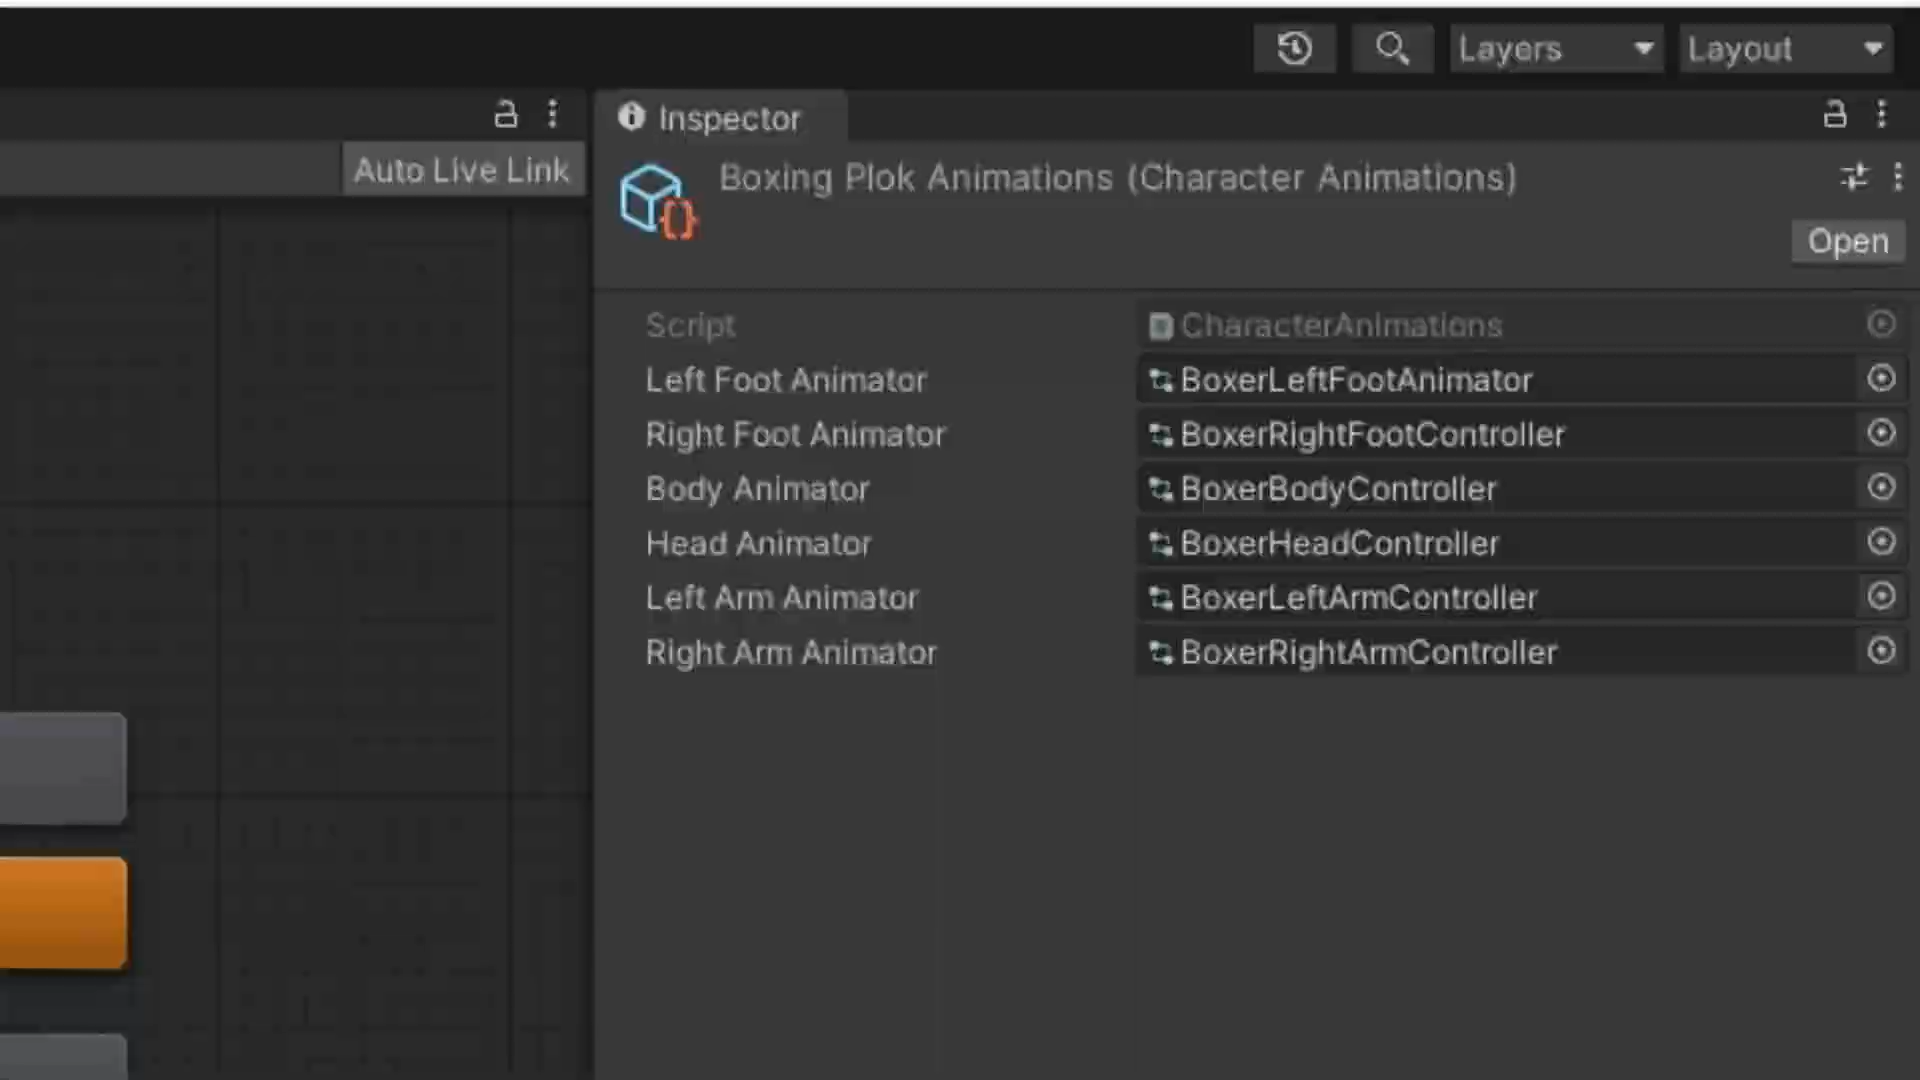 Layers
Layout
Inspector
Auto Live Link
Boxing Plok Animations (Character Animations)
Open
Script
CharacterAnimations
Left Foot Animator
BoxerLeftFootAnimator
Right Foot Animator
BoxerRightFootController
Body Animator
BoxerBodyController
Head Animator
BoxerHeadController
Left Arm Animator
BoxerLeftArmController
Right Arm Animator
BoxerRightArmController